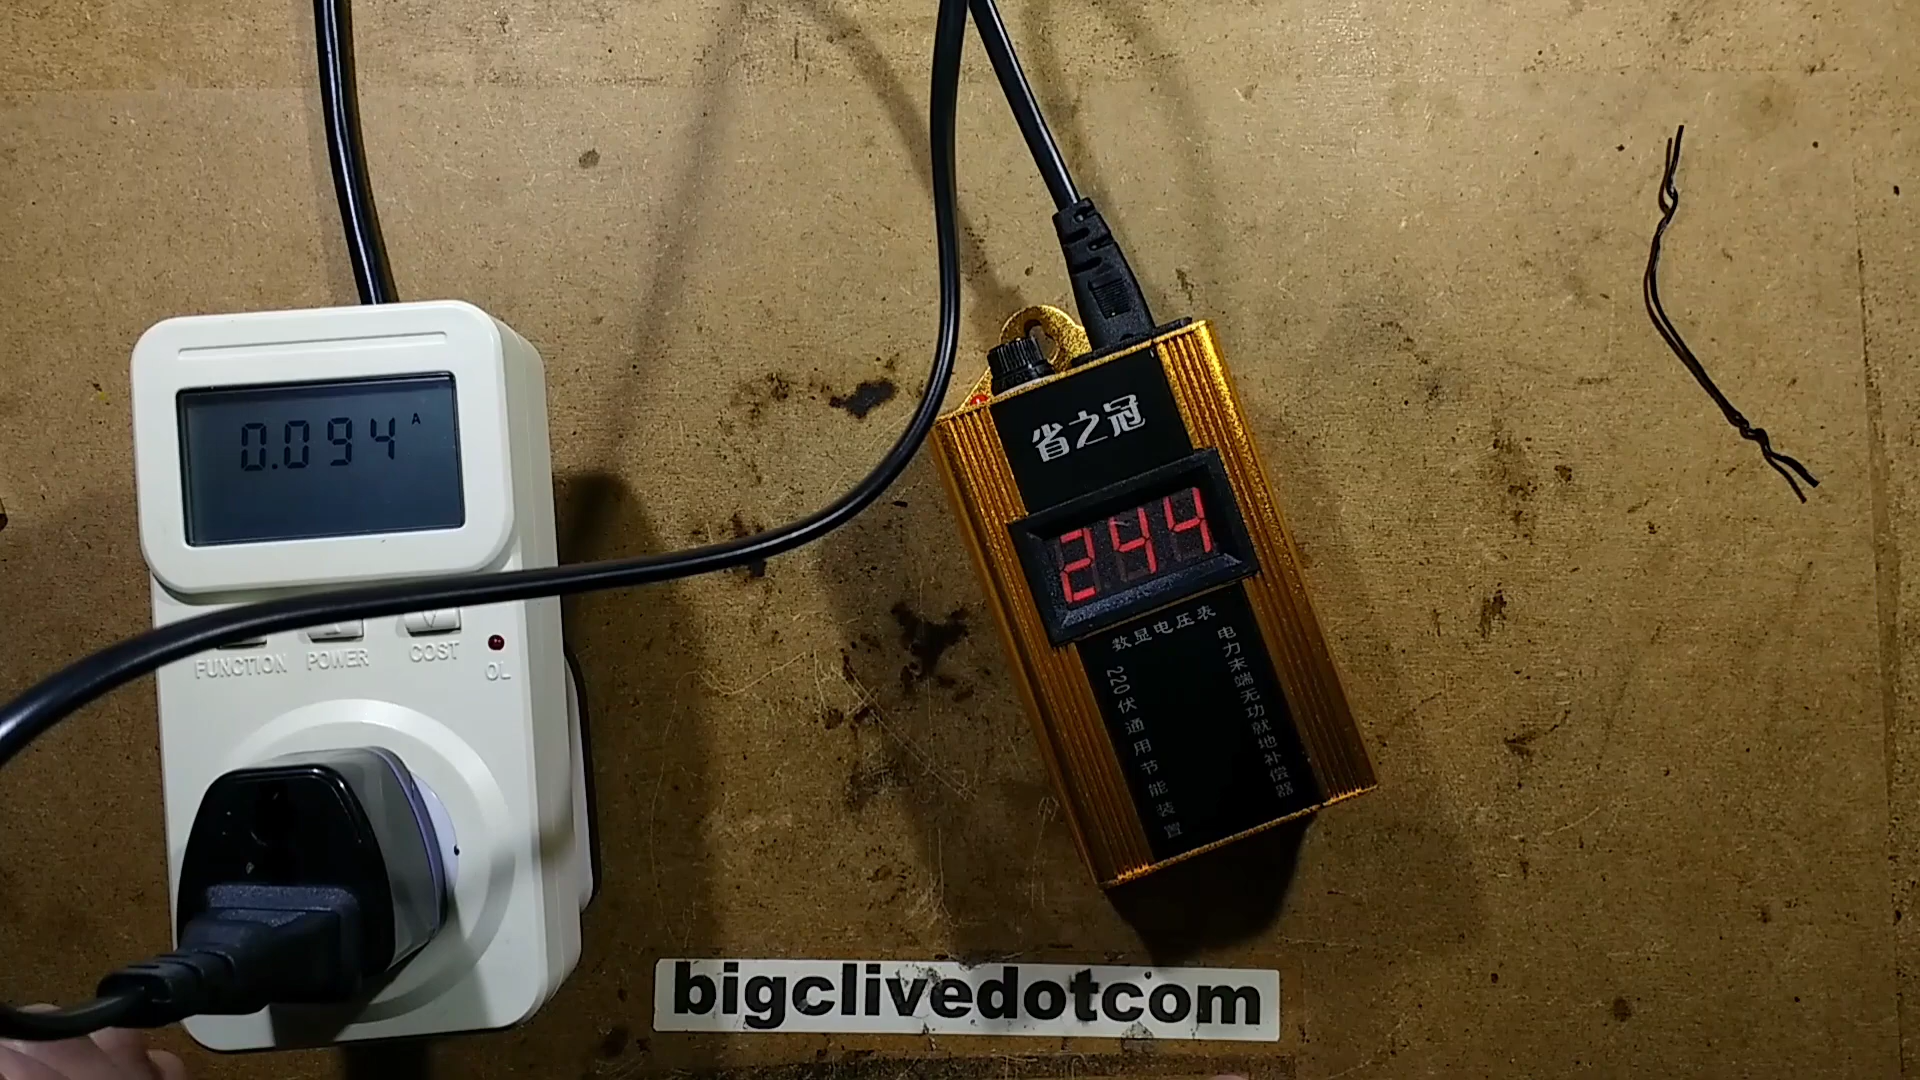 0.094 A
FUNCTION POWER COST OL
省之冠
244
数显电压表
220伏通用节能装置
电力末端无功就地补偿器
bigclivedotcom